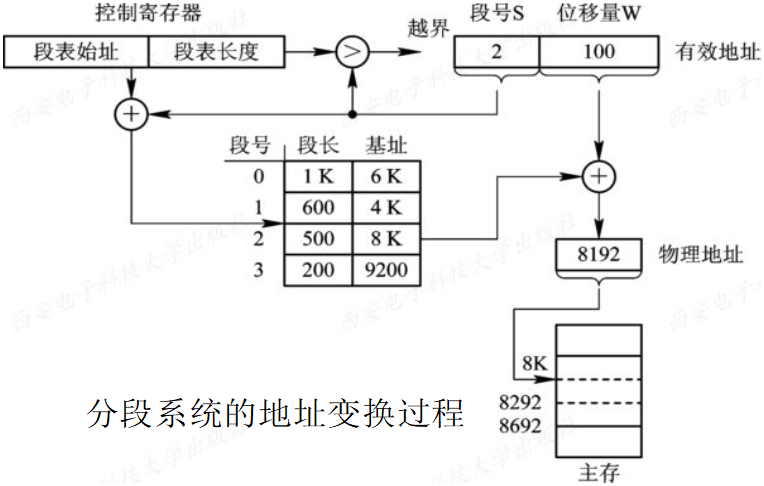 控制寄存器
段表始址 段表长度
>
越界
段号S 位移量W
2 100
有效地址
+
段号 段长 基址
0 1 K 6 K
1 600 4 K
2 500 8 K
3 200 9200
+
8192
物理地址
8K
8292
8692
主存
分段系统的地址变换过程
西安电子科技大学出版社